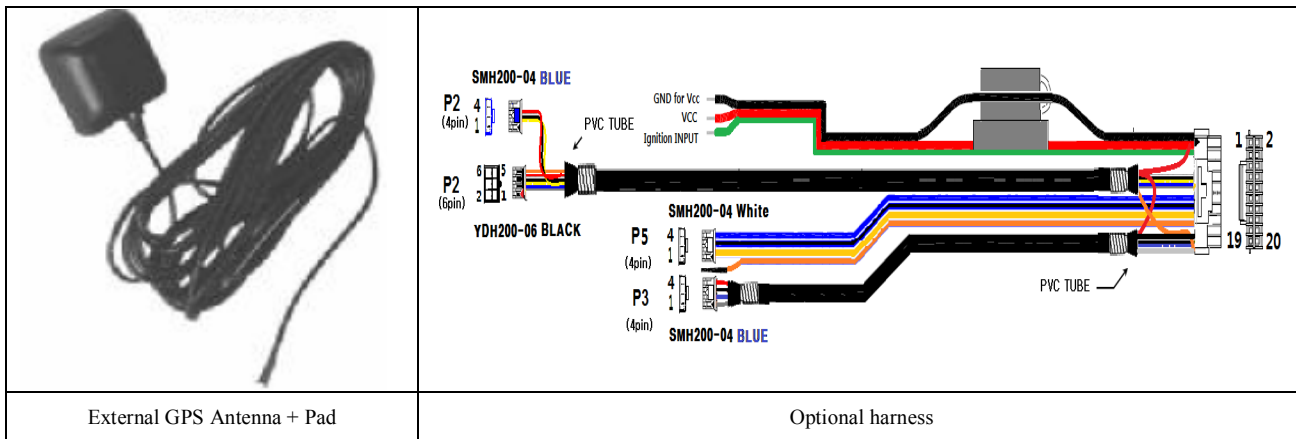 SMH200-04 BLUE
P2
(4pin)
4
1
PVC TUBE
GND for Vcc
VCC
Ignition INPUT
1
2
6
5
2
1
P2
(6pin)
YDH200-06 BLACK
SMH200-04 White
P5
(4pin)
4
1
19
20
P3
(4pin)
4
1
PVC TUBE
SMH200-04 BLUE
External GPS Antenna + Pad
Optional harness